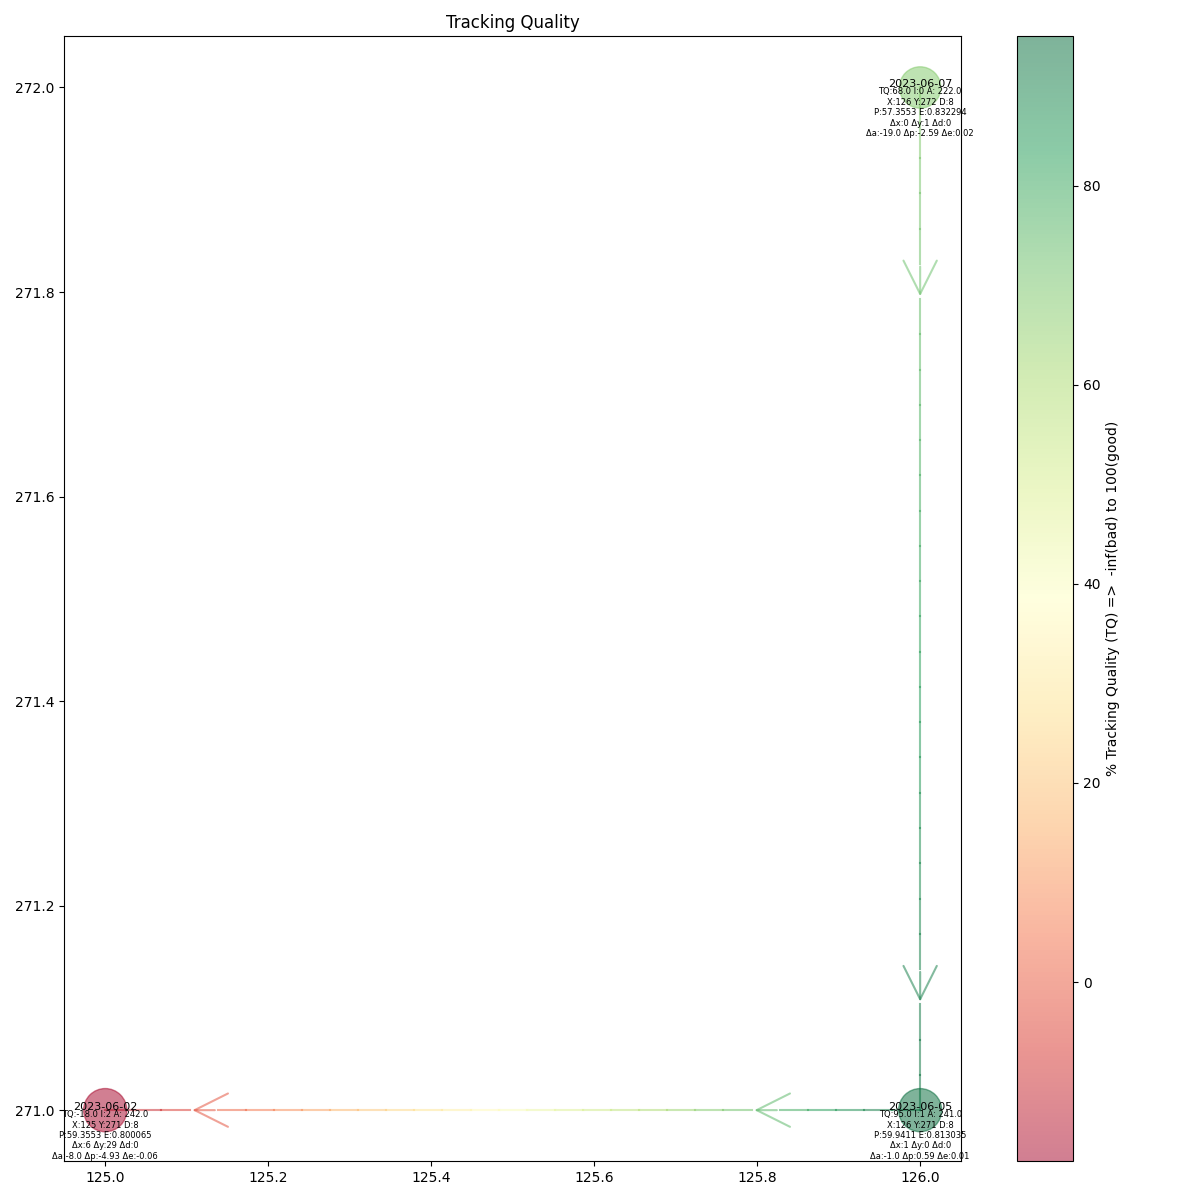 Tracking Quality
272.0
271.8
271.6
271.4
271.2
271.0
2023-06-07
TQ:68.0 I:0 A: 222.0
X:126 Y:272 D:8
P:57.3553 E:0.832294
Δx:0 Δy:1 Δd:0
Δa:-19.0 Δp:-2.59 Δe:0.02
2023-06-02
TQ:-18.0 I:2 A: 242.0
X:125 Y:271 D:8
P:59.3553 E:0.800065
Δx:6 Δy:29 Δd:0
Δa:-8.0 Δp:-4.93 Δe:-0.06
2023-06-05
TQ:95.0 I:1 A: 241.0
X:126 Y:271 D:8
P:59.9411 E:0.813035
Δx:1 Δy:0 Δd:0
Δa:-1.0 Δp:0.59 Δe:0.01
125.0
125.2
125.4
125.6
125.8
126.0
80
60
40
20
0
% Tracking Quality (TQ) => -inf(bad) to 100(good)